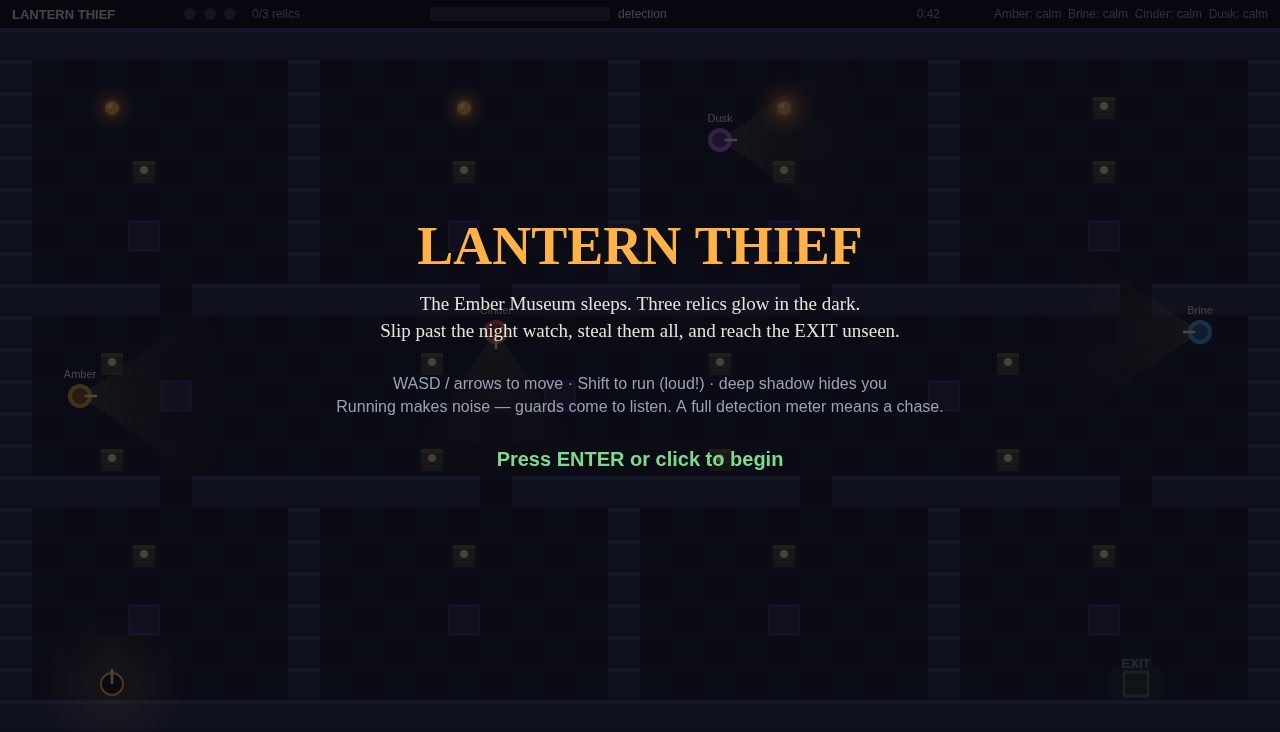 LANTERN THIEF 0/3 relics detection 0:42 Amber: calm Brine: calm Cinder: calm Dusk: calm
Dusk
LANTERN THIEF
The Ember Museum sleeps. Three relics glow in the dark.
Cinder
Brine
Slip past the night watch, steal them all, and reach the EXIT unseen.
Amber
WASD / arrows to move · Shift to run (loud!) · deep shadow hides you
Running makes noise — guards come to listen. A full detection meter means a chase.
Press ENTER or click to begin
EXIT